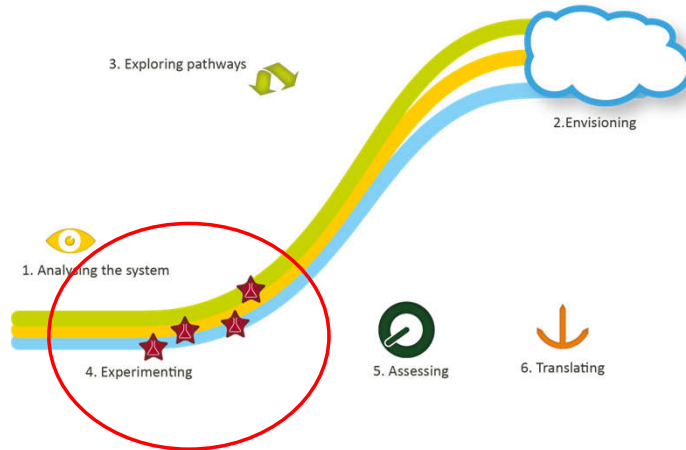 3. Exploring pathways
2.Envisioning
1. Analysing the system
4. Experimenting
5. Assessing
6. Translating